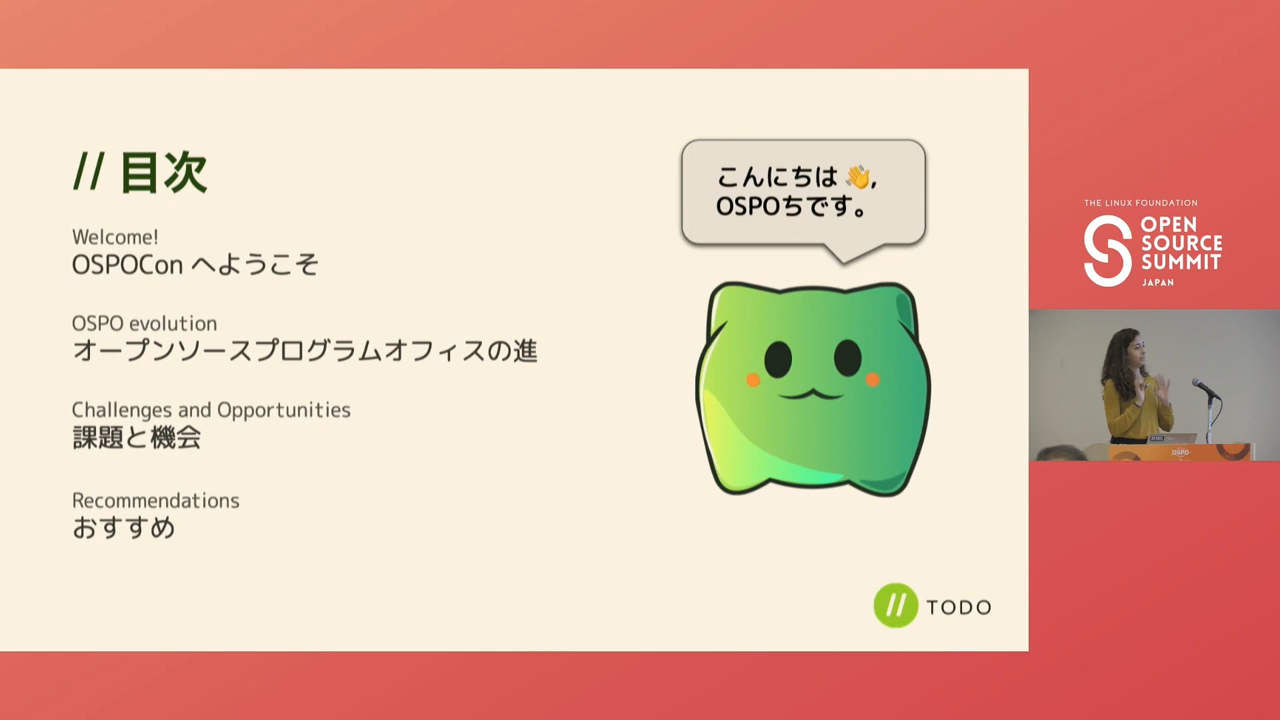 // 目次
Welcome!
OSPOCon へようこそ
OSPO evolution
オープンソースプログラムオフィスの進
Challenges and Opportunities
課題と機会
Recommendations
おすすめ
こんにちは 👋,
OSPOちです。
// TODO
THE LINUX FOUNDATION
OPEN
SOURCE
SUMMIT
JAPAN
OSPO